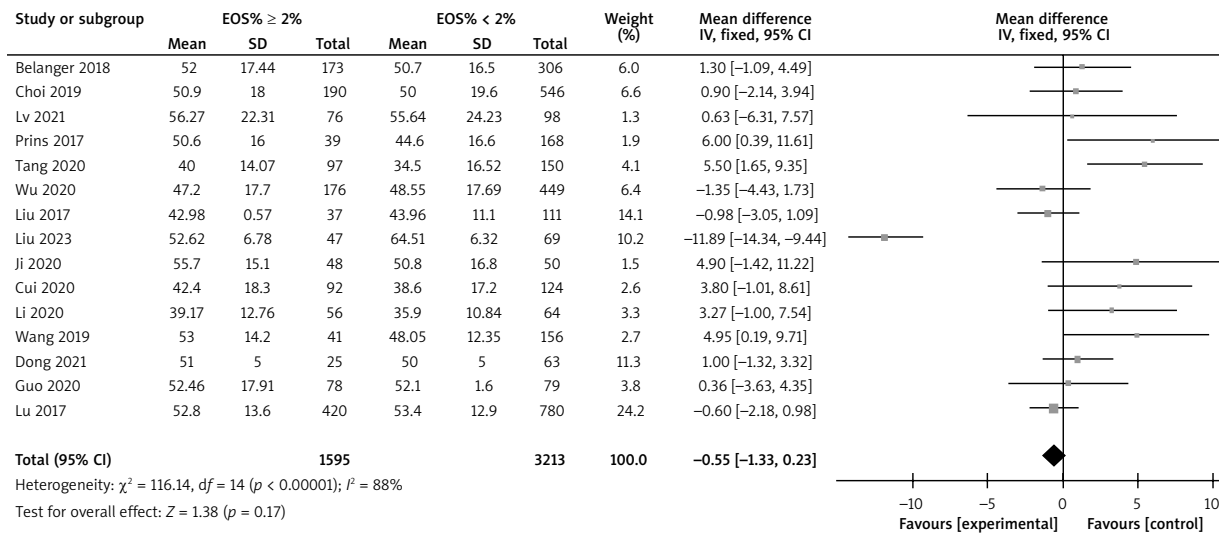 Study or subgroup EOS% ≥ 2% EOS% < 2% Weight Mean difference Mean difference
Mean SD Total Mean SD Total (%) IV, fixed, 95% CI IV, fixed, 95% CI
Belanger 2018 52 17.44 173 50.7 16.5 306 6.0 1.30 [–1.09, 4.49]
Choi 2019 50.9 18 190 50 19.6 546 6.6 0.90 [–2.14, 3.94]
Lv 2021 56.27 22.31 76 55.64 24.23 98 1.3 0.63 [–6.31, 7.57]
Prins 2017 50.6 16 39 44.6 16.6 168 1.9 6.00 [0.39, 11.61]
Tang 2020 40 14.07 97 34.5 16.52 150 4.1 5.50 [1.65, 9.35]
Wu 2020 47.2 17.7 176 48.55 17.69 449 6.4 –1.35 [–4.43, 1.73]
Liu 2017 42.98 0.57 37 43.96 11.1 111 14.1 –0.98 [–3.05, 1.09]
Liu 2023 52.62 6.78 47 64.51 6.32 69 10.2 –11.89 [–14.34, –9.44]
Ji 2020 55.7 15.1 48 50.8 16.8 50 1.5 4.90 [–1.42, 11.22]
Cui 2020 42.4 18.3 92 38.6 17.2 124 2.6 3.80 [–1.01, 8.61]
Li 2020 39.17 12.76 56 35.9 10.84 64 3.3 3.27 [–1.00, 7.54]
Wang 2019 53 14.2 41 48.05 12.35 156 2.7 4.95 [0.19, 9.71]
Dong 2021 51 5 25 50 5 63 11.3 1.00 [–1.32, 3.32]
Guo 2020 52.46 17.91 78 52.1 1.6 79 3.8 0.36 [–3.63, 4.35]
Lu 2017 52.8 13.6 420 53.4 12.9 780 24.2 –0.60 [–2.18, 0.98]
Total (95% CI) 1595 3213 100.0 –0.55 [–1.33, 0.23]
Heterogeneity: χ² = 116.14, df = 14 (p < 0.00001); I² = 88%
Test for overall effect: Z = 1.38 (p = 0.17)
–10 –5 0 5 10
Favours [experimental] Favours [control]